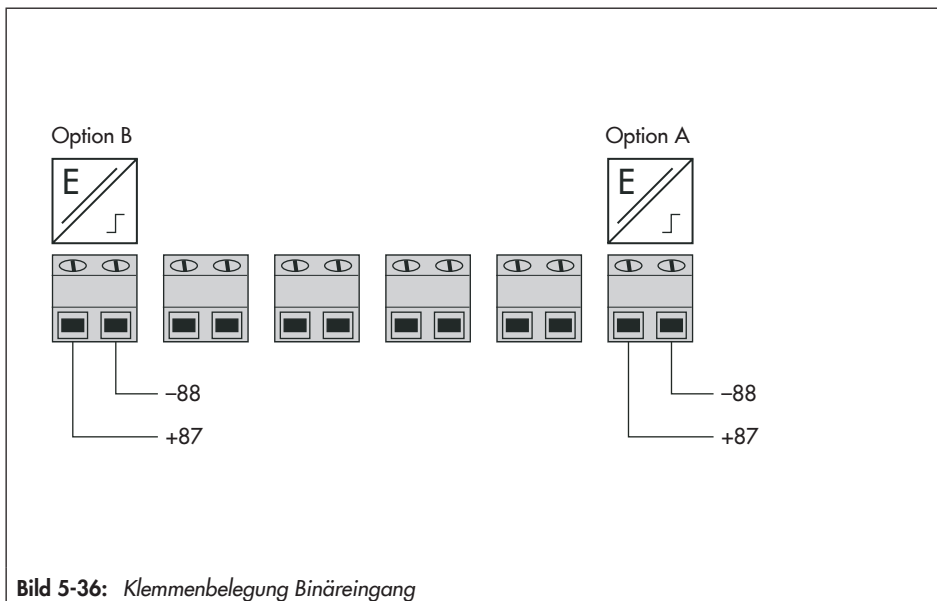 Option B
Option A
E
E
–88
–88
+87
+87
Bild 5-36: Klemmenbelegung Binäreingang